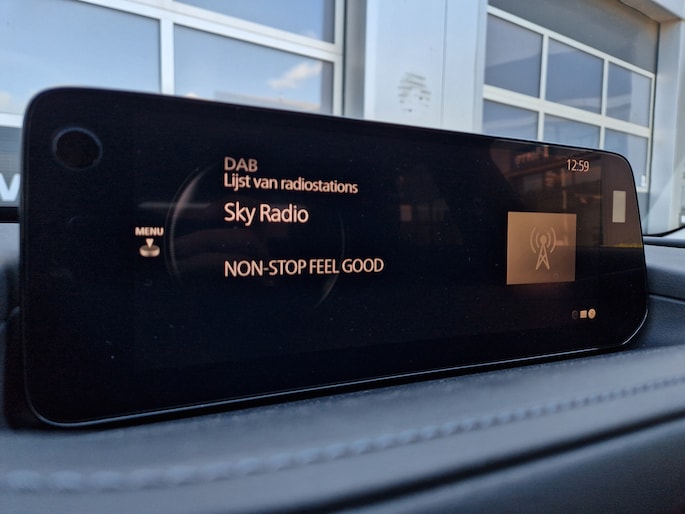 DAB
12:59
Lijst van radiostations
Sky Radio
MENU
NON-STOP FEEL GOOD